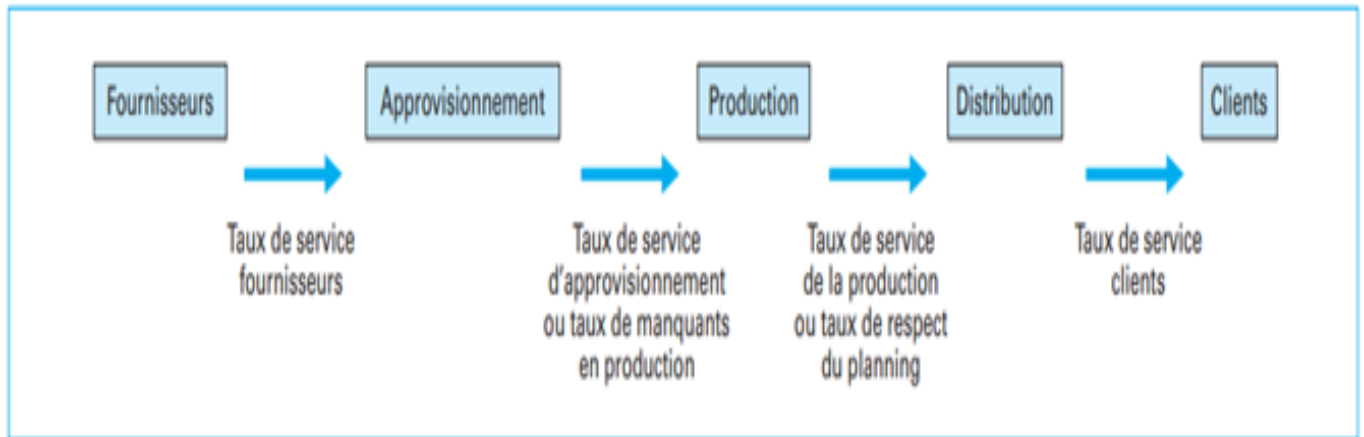 Fournisseurs
Approvisionnement
Production
Distribution
Clients
Taux de service
fournisseurs
Taux de service
d'approvisionnement
ou taux de manquants
en production
Taux de service
de la production
ou taux de respect
du planning
Taux de service
clients